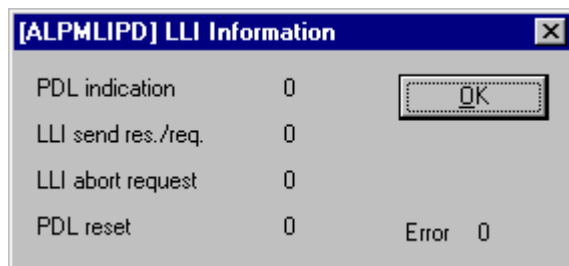 [ALPMLIPD] LLI Information
PDL indication 0
OK
LLI send res./req. 0
LLI abort request 0
PDL reset 0
Error 0